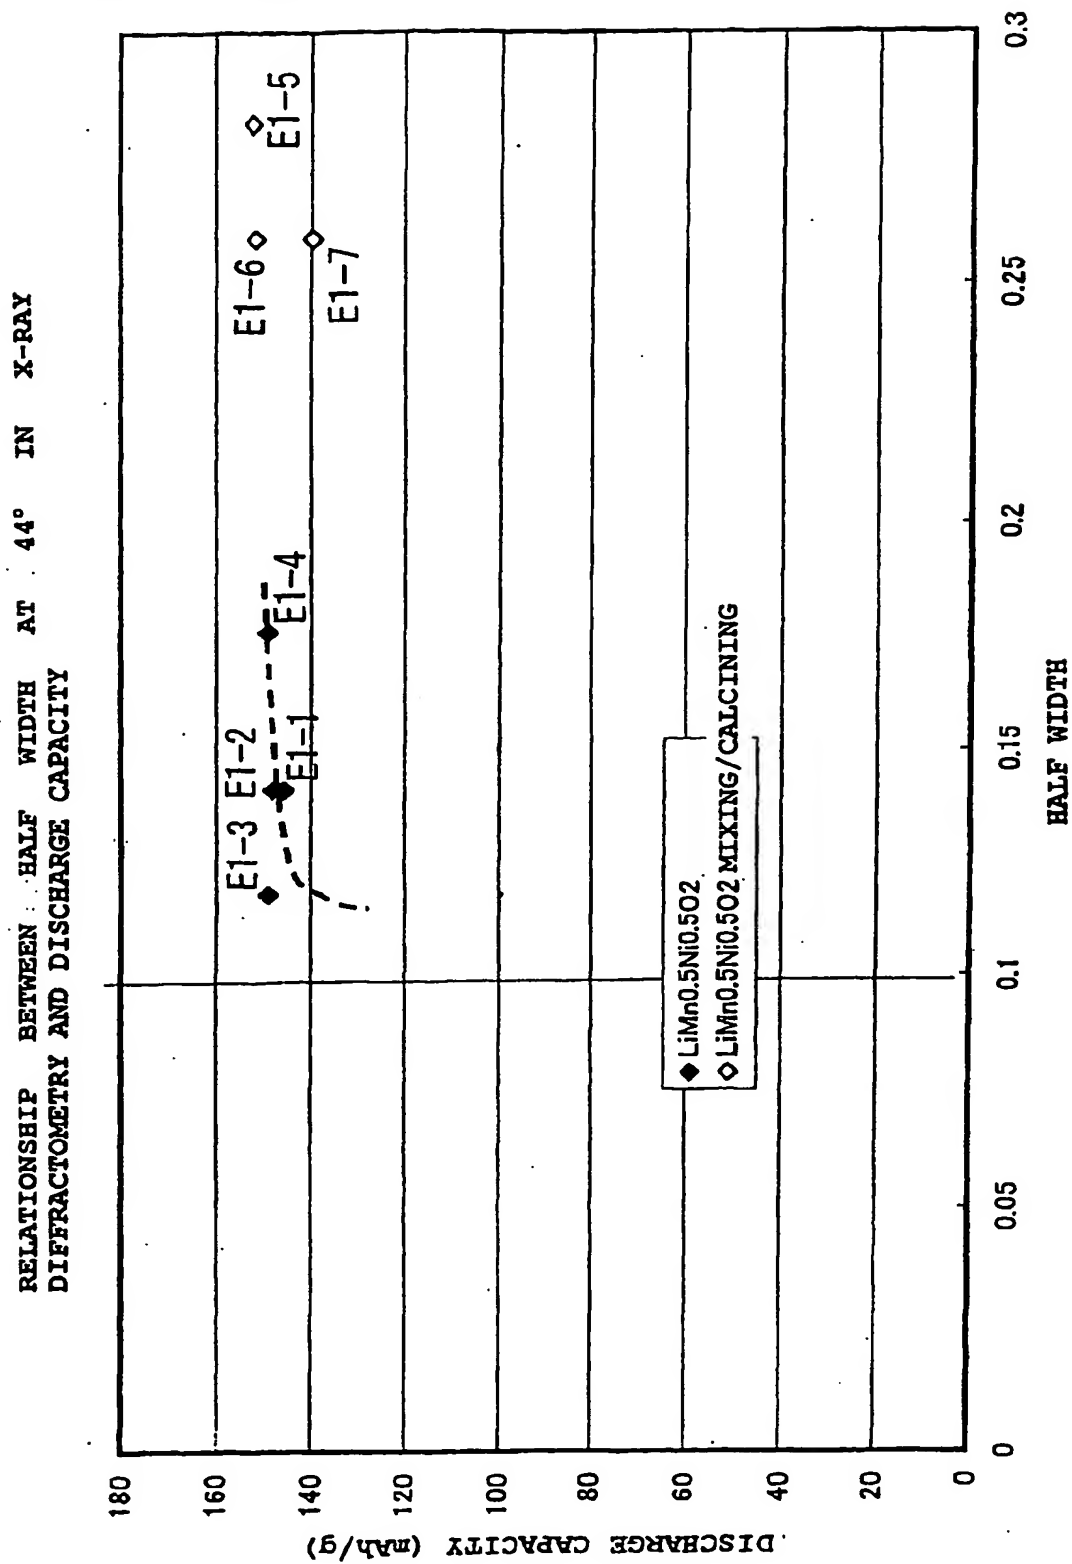 RELATIONSHIP BETWEEN HALF WIDTH AT 44° IN X-RAY
DIFFRACTOMETRY AND DISCHARGE CAPACITY
DISCHARGE CAPACITY (mAh/g)
180
160
140
120
100
80
60
40
20
0
E1-3
E1-2
E1-1
E1-4
E1-6
E1-5
E1-7
◆LiMn0.5Ni0.5O2
◇LiMn0.5Ni0.5O2 MIXING/CALCINING
0
0.05
0.1
0.15
0.2
0.25
0.3
HALF WIDTH